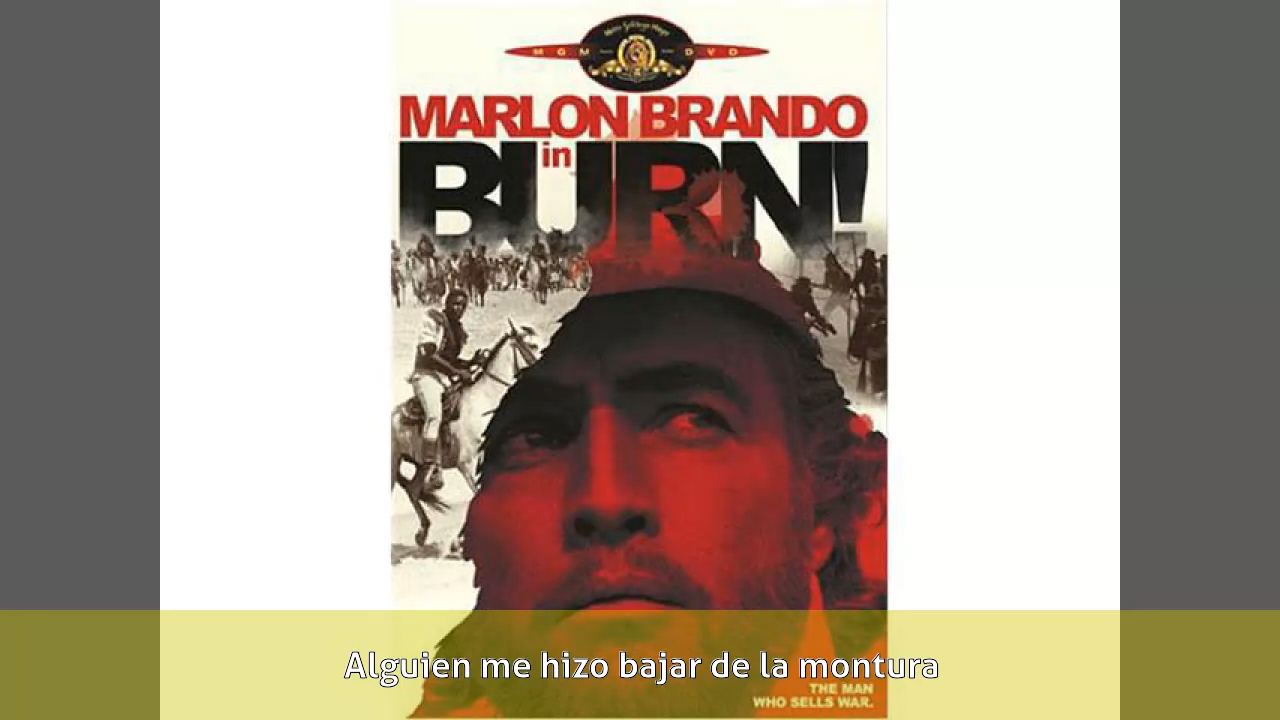 MGM DVD
MARLON BRANDO
in
BURN!
Alguien me hizo bajar de la montura
THE MAN
WHO SELLS WAR.